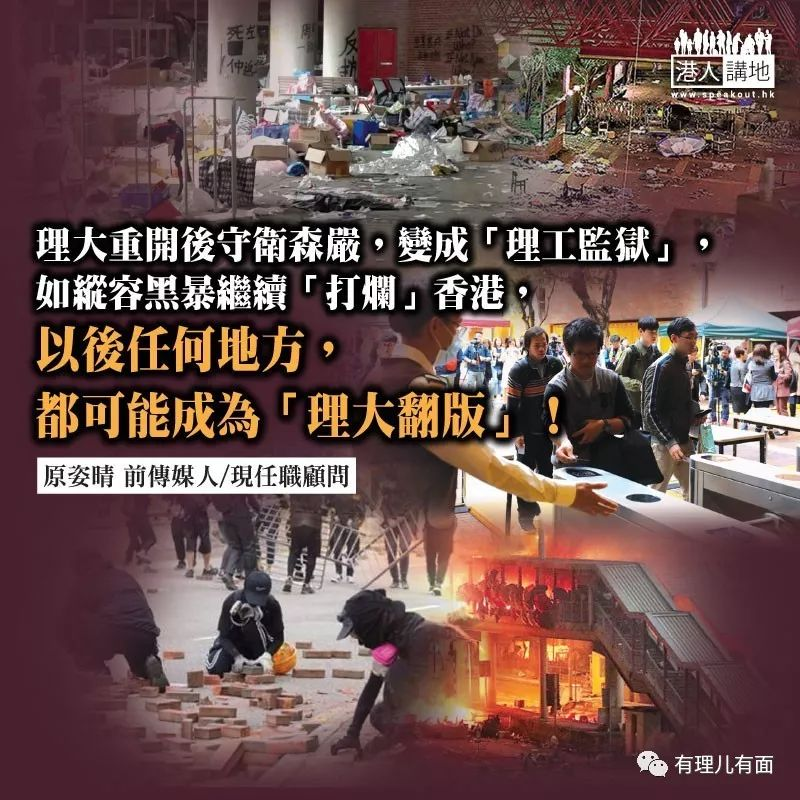 港人講地
www.speakout.hk
理大重開後守衛森嚴，變成「理工監獄」，
如縱容黑暴繼續「打爛」香港，
以後任何地方，
都可能成為「理大翻版」！
原姿晴 前傳媒人/現任職顧問
有理儿有面